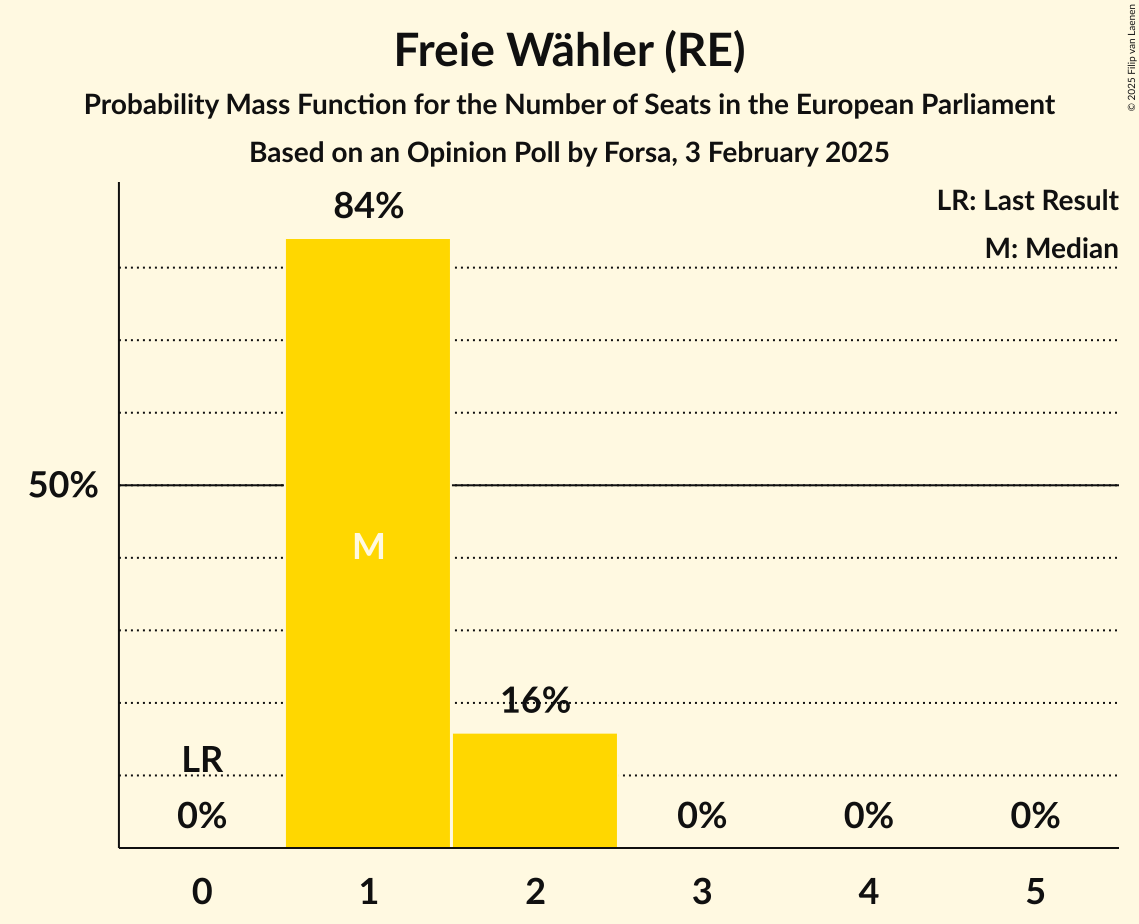 Freie Wähler (RE)
Probability Mass Function for the Number of Seats in the European Parliament
Based on an Opinion Poll by Forsa, 3 February 2025
© 2025 Filip van Laenen
LR: Last Result
M: Median
84%
50%
M
16%
LR
0%
0%
0%
0%
0
1
2
3
4
5